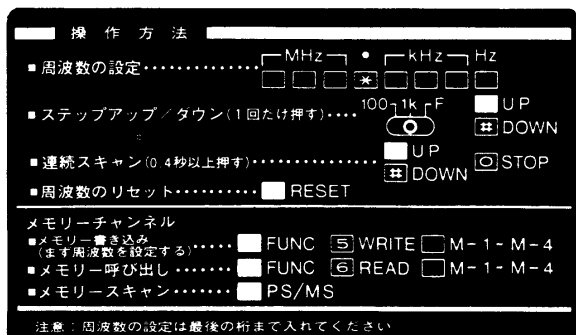 操作方法
MHz • kHz Hz
■周波数の設定·············· □□□*□□□□
100 1k F UP
■ステップアップ／ダウン(1回だけ押す)···· # DOWN
UP
■連続スキャン(0.4秒以上押す)·············· # DOWN 0 STOP
■周波数のリセット········· RESET
メモリーチャンネル
■メモリー書き込み
(まず周波数を設定する)······ FUNC 5 WRITE □ M-1~M-4
■メモリー呼び出し······ FUNC 6 READ □ M-1~M-4
■メモリースキャン······ PS/MS
注意：周波数の設定は最後の桁まで入れてください